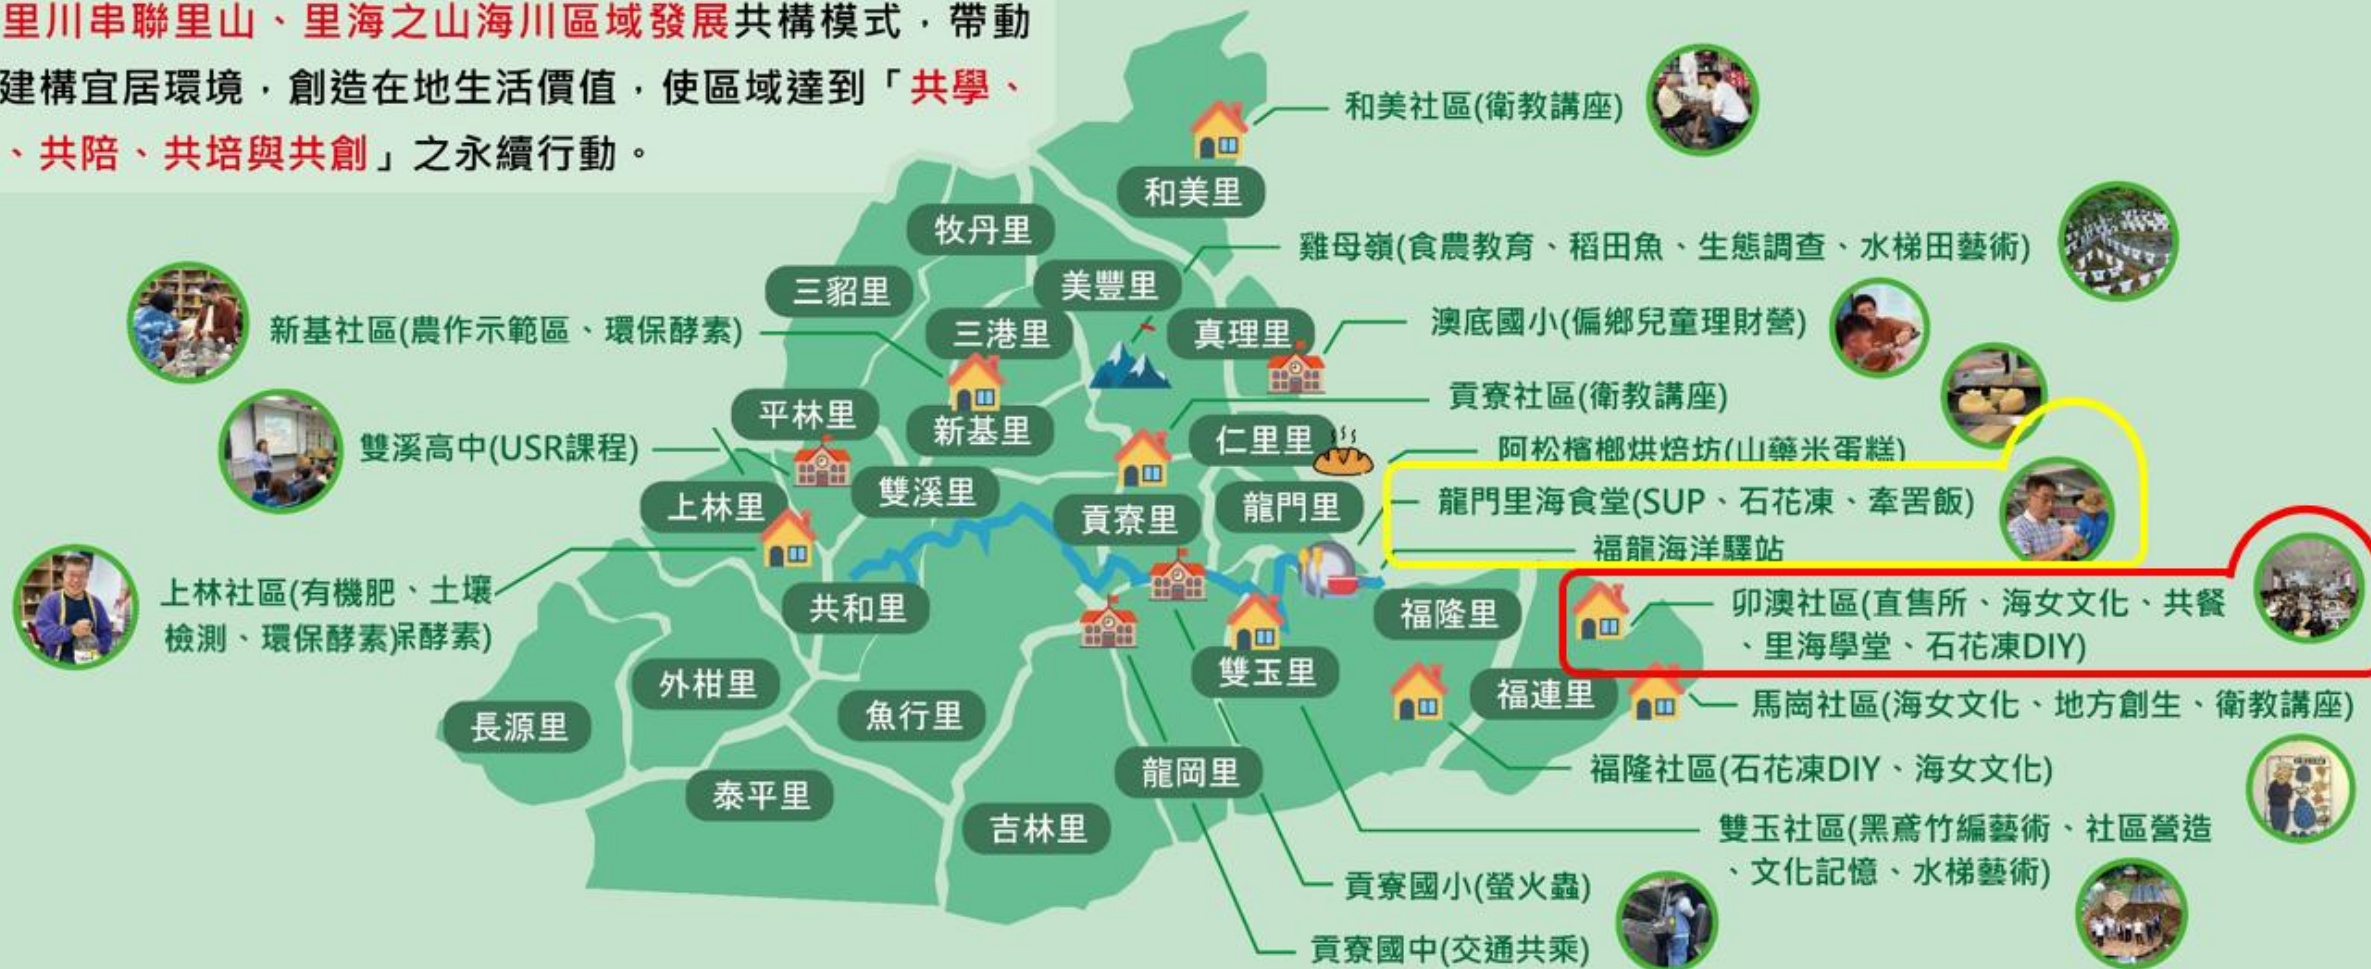 里川串聯里山、里海之山海川區域發展共構模式，帶動
建構宜居環境，創造在地生活價值，使區域達到「共學、
、共陪、共培與共創」之永續行動。
和美社區(衛教講座)
和美里
牧丹里
雞母嶺(食農教育、稻田魚、生態調查、水梯田藝術)
三貂里
美豐里
新基社區(農作示範區、環保酵素)
三港里
真理里
澳底國小(偏鄉兒童理財營)
平林里
新基里
貢寮社區(衛教講座)
雙溪高中(USR課程)
仁里里
阿松檳榔烘焙坊(山藥米蛋糕)
上林里
雙溪里
貢寮里
龍門里
龍門里海食堂(SUP、石花凍、牽罟飯)
福龍海洋驛站
上林社區(有機肥、土壤
檢測、環保酵素)保酵素)
共和里
福隆里
卯澳社區(直售所、海女文化、共餐
、里海學堂、石花凍DIY)
外柑里
雙玉里
福連里
馬崗社區(海女文化、地方創生、衛教講座)
長源里
魚行里
泰平里
龍岡里
福隆社區(石花凍DIY、海女文化)
吉林里
雙玉社區(黑鳶竹編藝術、社區營造
、文化記憶、水梯藝術)
貢寮國小(螢火蟲)
貢寮國中(交通共乘)